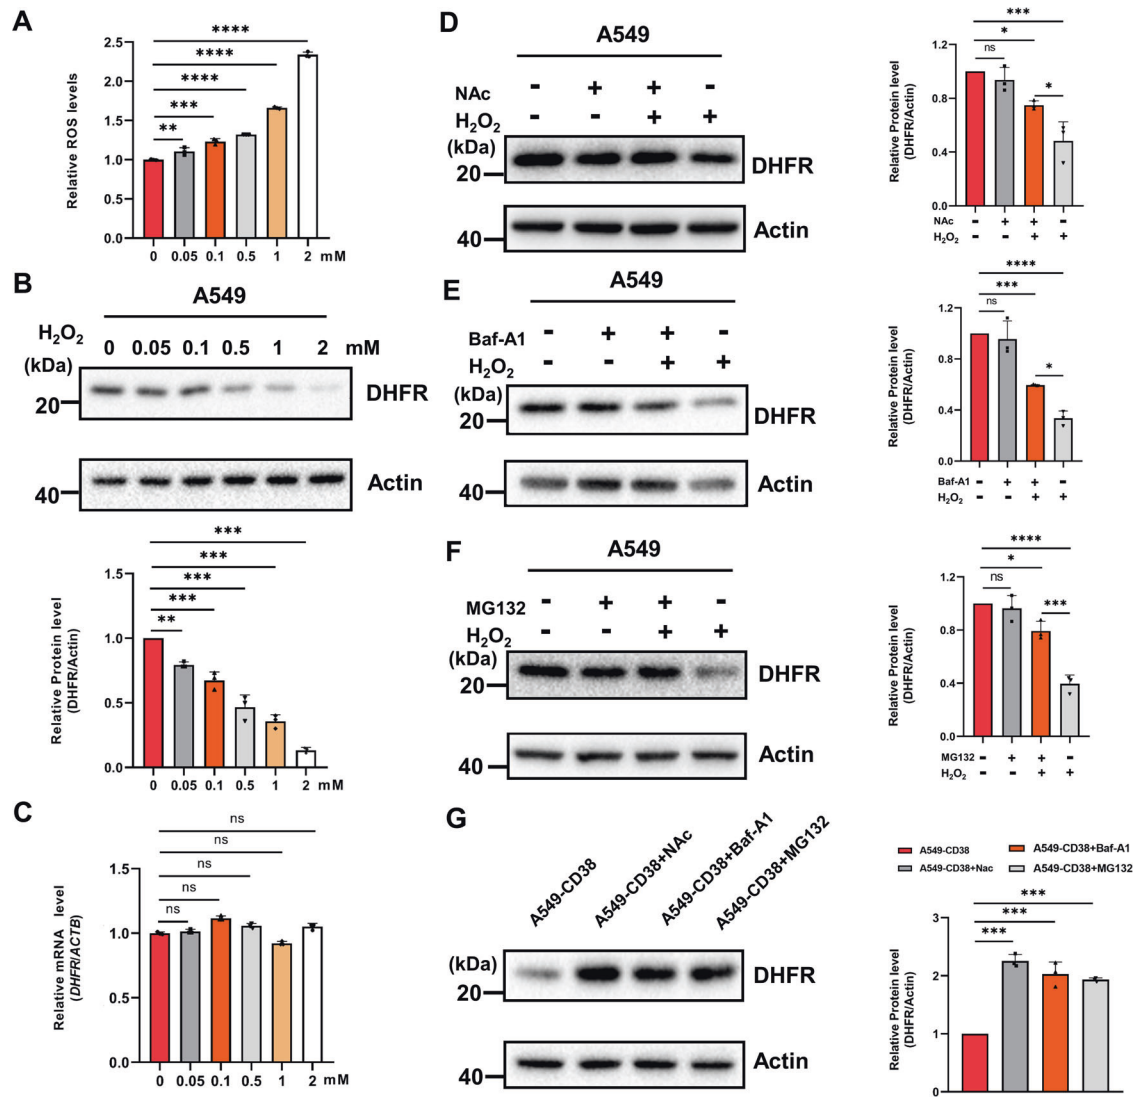 A
****
****
****
***
**
Relative ROS levels
2.5
2.0
1.5
1.0
0.5
0.0
0 0.05 0.1 0.5 1 2 mM
B
A549
H2O2
0 0.05 0.1 0.5 1 2 mM
(kDa)
20
DHFR
40
Actin
***
***
***
***
**
Relative Protein level
(DHFR/Actin)
1.5
1.0
0.5
0.0
0 0.05 0.1 0.5 1 2 mM
C
ns
ns
ns
ns
ns
Relative mRNA level
(DHFR/ACTB)
1.5
1.0
0.5
0.0
0 0.05 0.1 0.5 1 2 mM
D
A549
NAc - + + -
H2O2 - - + +
(kDa)
20
DHFR
40
Actin
***
*
ns
*
Relative Protein level
(DHFR/Actin)
1.2
0.8
0.4
0.0
NAc - + + -
H2O2 - - + +
E
A549
Baf-A1 - + + -
H2O2 - - + +
(kDa)
20
DHFR
40
Actin
****
***
ns
*
Relative Protein level
(DHFR/Actin)
1.2
0.8
0.4
0.0
Baf-A1 - + + -
H2O2 - - + +
F
A549
MG132 - + + -
H2O2 - - + +
(kDa)
20
DHFR
40
Actin
****
*
ns
***
Relative Protein level
(DHFR/Actin)
1.2
0.8
0.4
0.0
MG132 - + + -
H2O2 - - + +
G
A549-CD38
A549-CD38+NAc
A549-CD38+Baf-A1
A549-CD38+MG132
(kDa)
20
DHFR
40
Actin
A549-CD38
A549-CD38+Nac
A549-CD38+Baf-A1
A549-CD38+MG132
***
***
***
Relative Protein level
(DHFR/Actin)
3
2
1
0